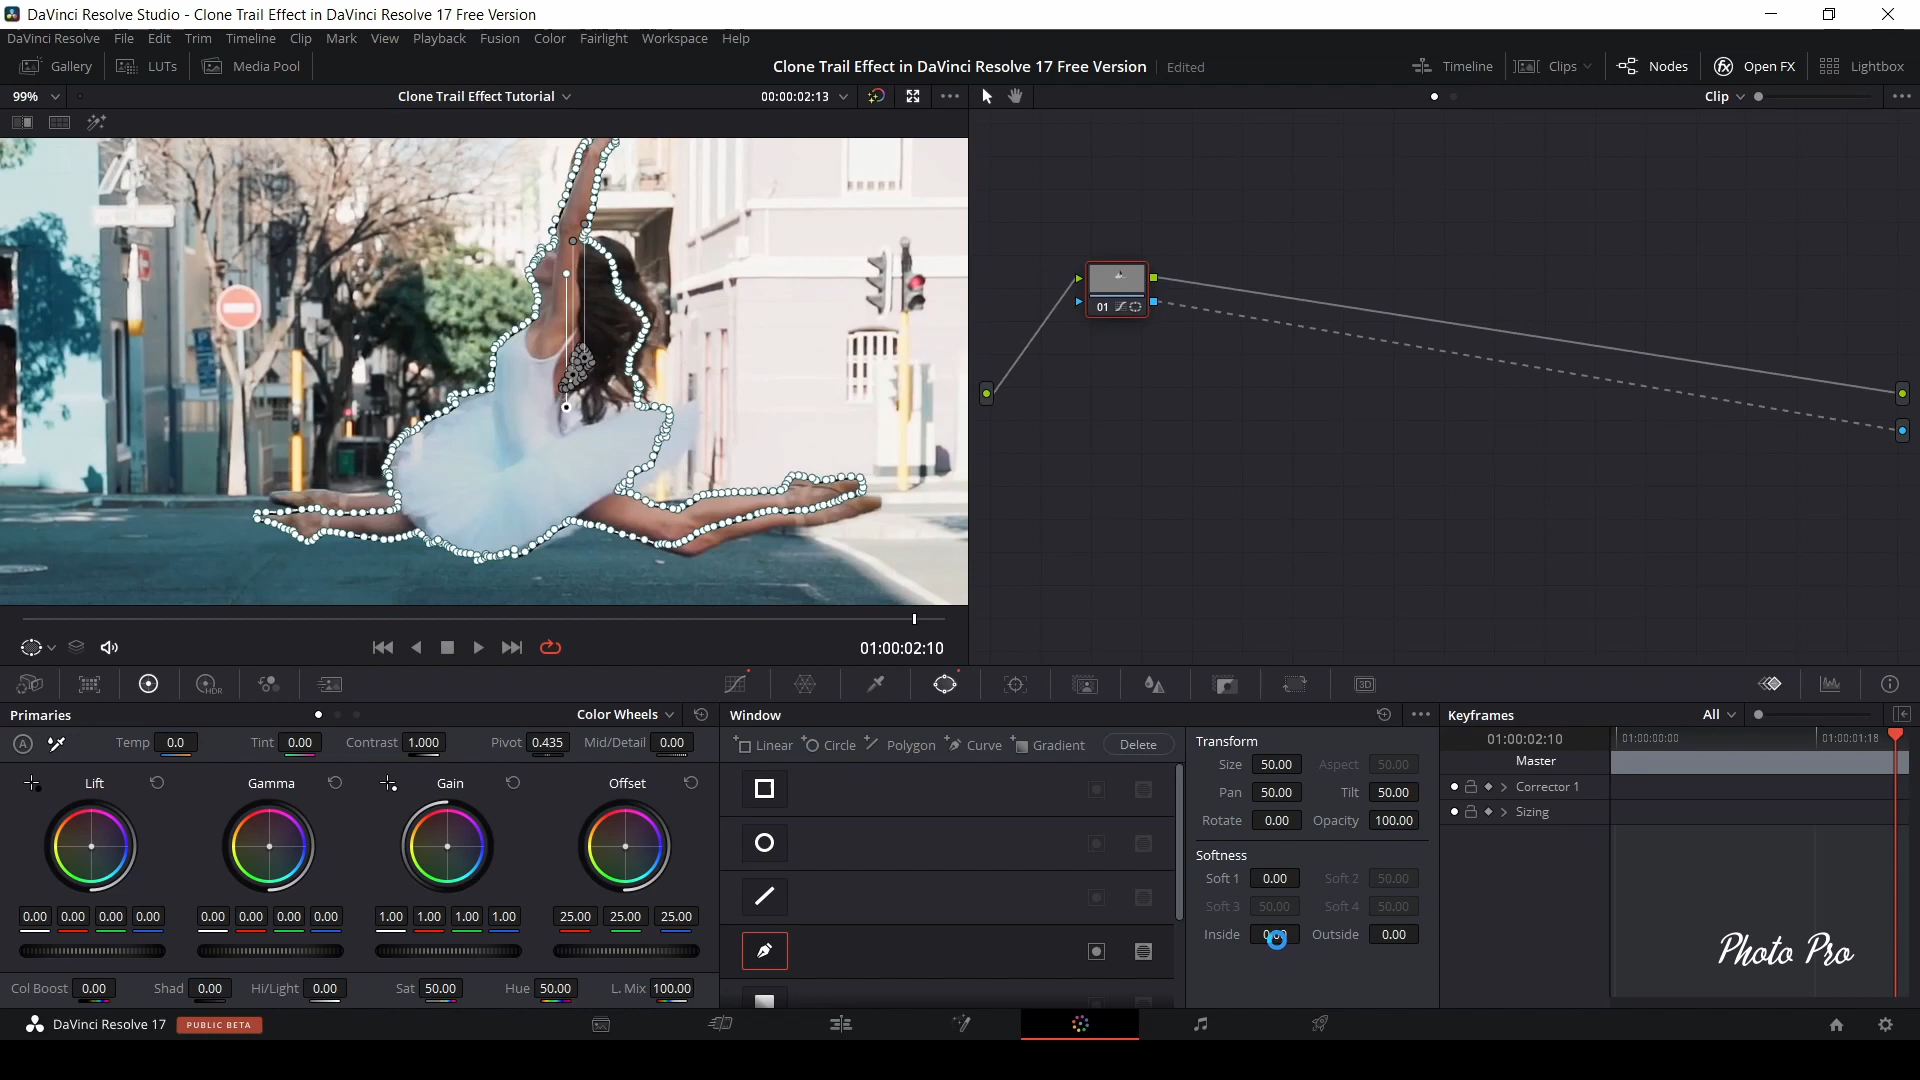 DaVinci Resolve Studio - Clone Trail Effect in DaVinci Resolve 17 Free Version
DaVinci Resolve File Edit Trim Timeline Clip Mark View Playback Fusion Color Fairlight Workspace Help
Gallery LUTs Media Pool Clone Trail Effect in DaVinci Resolve 17 Free Version Edited Timeline Clips Nodes Open FX Lightbox
99% Clone Trail Effect Tutorial 00:00:02:13 Clip
01
01:00:02:10
HDR
3D
Primaries Color Wheels Window Keyframes All
A Temp 0.0 Tint 0.00 Contrast 1.000 Pivot 0.435 Mid/Detail 0.00
Linear Circle Polygon Curve Gradient Delete
Transform
Size 50.00 Aspect 50.00
Pan 50.00 Tilt 50.00
Rotate 0.00 Opacity 100.00
Softness
Soft 1 0.00 Soft 2 50.00
Soft 3 50.00 Soft 4 50.00
Inside 0.00 Outside 0.00
01:00:02:10 01:00:00:00 01:00:01:18
Master
Corrector 1
Sizing
Lift Gamma Gain Offset
0.00 0.00 0.00 0.00 0.00 0.00 0.00 0.00 1.00 1.00 1.00 1.00 25.00 25.00 25.00
Col Boost 0.00 Shad 0.00 Hi/Light 0.00 Sat 50.00 Hue 50.00 L. Mix 100.00
Photo Pro
DaVinci Resolve 17 PUBLIC BETA